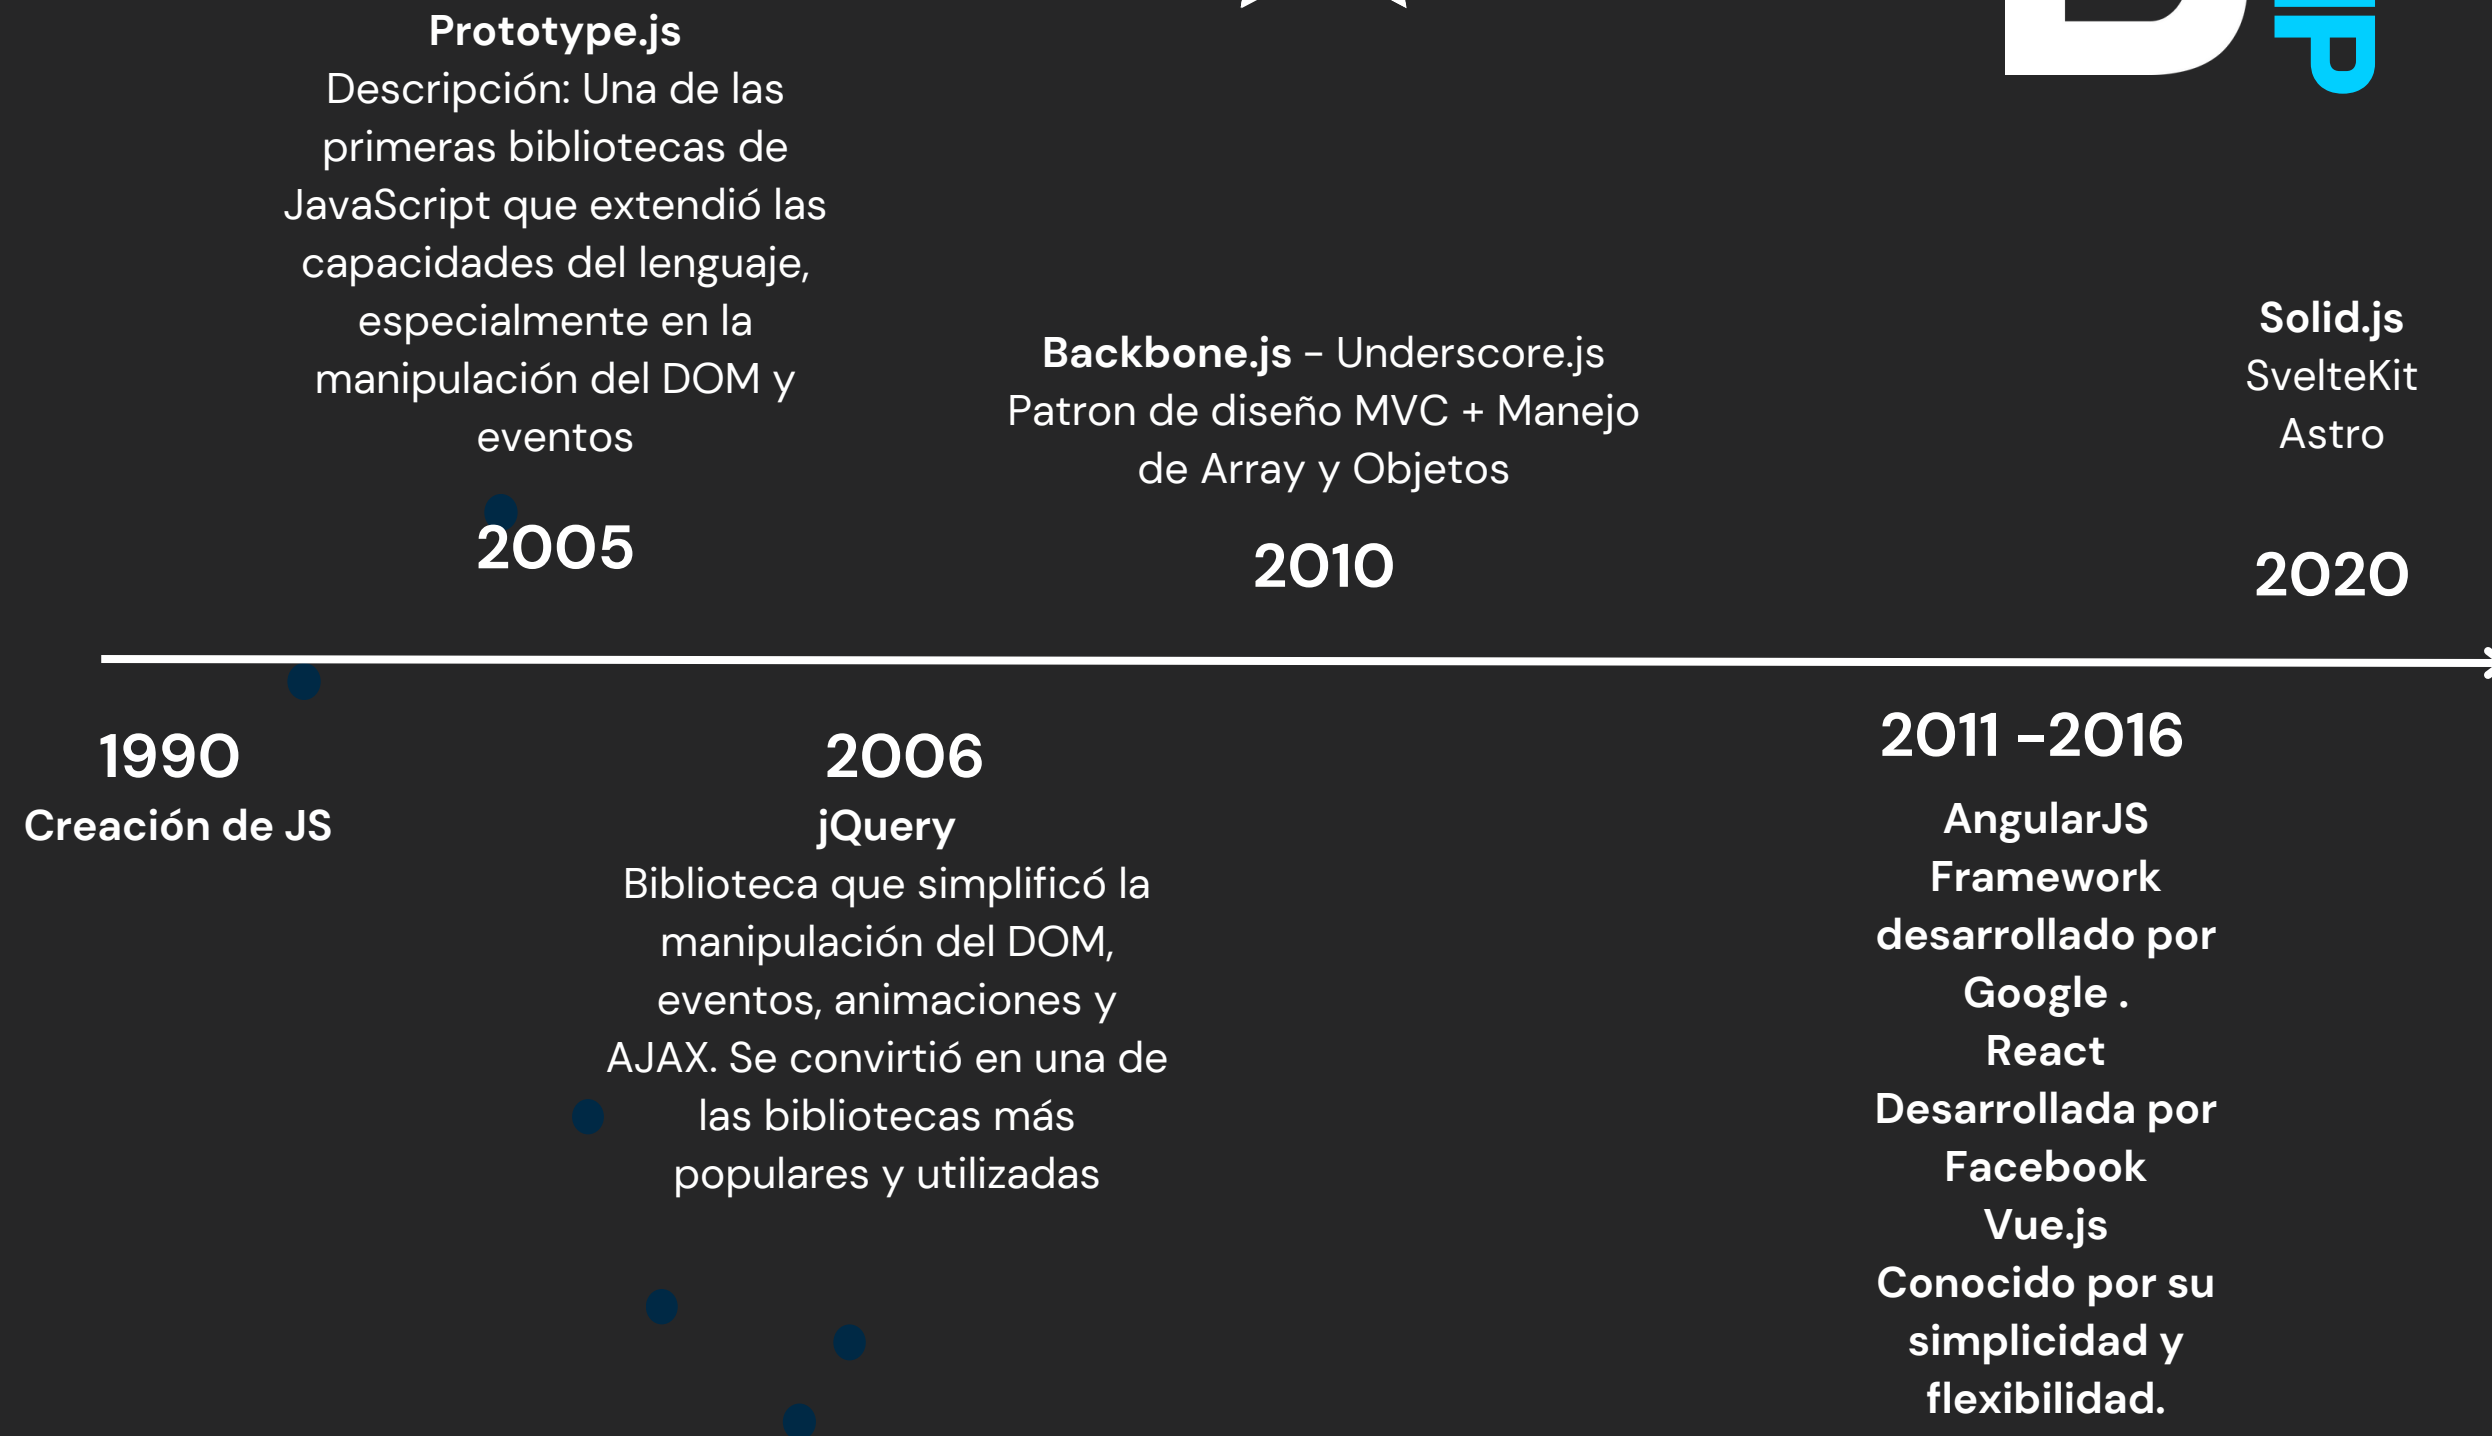 Prototype.js
Descripción: Una de las
primeras bibliotecas de
JavaScript que extendió las
capacidades del lenguaje,
especialmente en la
manipulación del DOM y
eventos
2005
Backbone.js - Underscore.js
Patron de diseño MVC + Manejo
de Array y Objetos
2010
Solid.js
SvelteKit
Astro
2020
1990
Creación de JS
2006
jQuery
Biblioteca que simplificó la
manipulación del DOM,
eventos, animaciones y
AJAX. Se convirtió en una de
las bibliotecas más
populares y utilizadas
2011 -2016
AngularJS
Framework
desarrollado por
Google .
React
Desarrollada por
Facebook
Vue.js
Conocido por su
simplicidad y
flexibilidad.